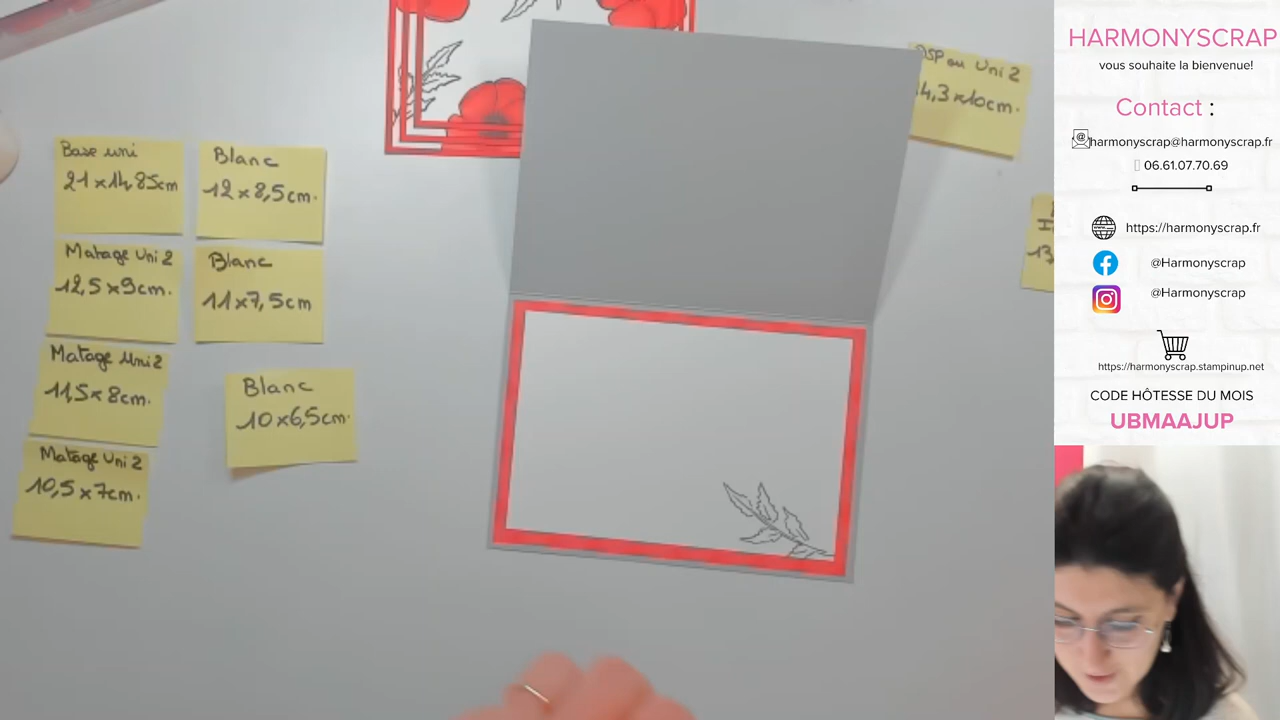 Base uni
21 x 14,85cm
Blanc
12 x 8,5cm.
Matage Uni 2
12,5 x 9cm.
Blanc
11 x 7,5cm
Matage Uni 2
11,5 x 8cm.
Blanc
10 x 6,5cm.
Matage Uni 2
10,5 x 7cm.
DSP ou Uni 2
14,3 x 10cm.
13
HARMONYSCRAP
vous souhaite la bienvenue!
Contact :
harmonyscrap@harmonyscrap.fr
06.61.07.70.69
https://harmonyscrap.fr
@Harmonyscrap
@Harmonyscrap
https://harmonyscrap.stampinup.net
CODE HÔTESSE DU MOIS
UBMAAJUP